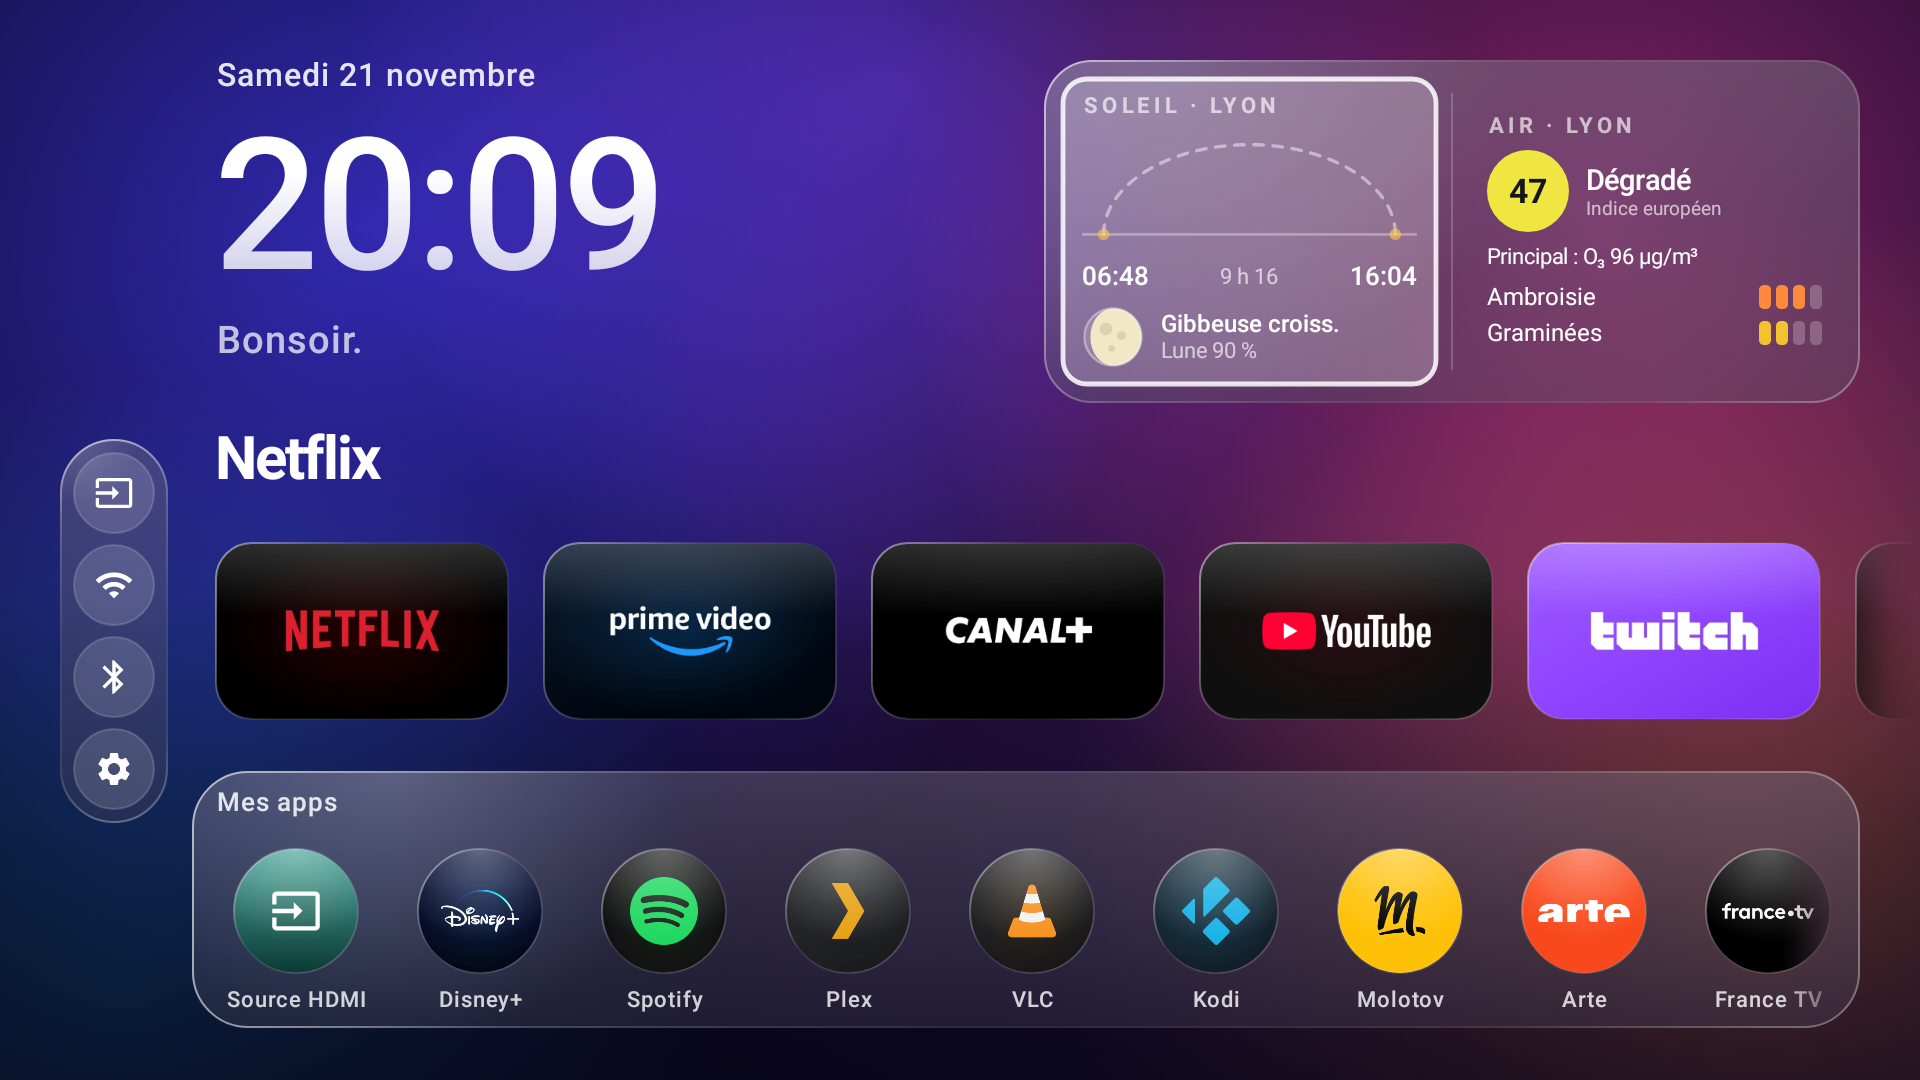 Samedi 21 novembre
20:09
Bonsoir.
SOLEIL · LYON
06:48
9 h 16
16:04
Gibbeuse croiss.
Lune 90 %
AIR · LYON
47
Dégradé
Indice européen
Principal : O₃ 96 µg/m³
Ambroisie
Graminées
Netflix
NETFLIX
prime video
CANAL+
YouTube
twitch
Mes apps
Disney+
M.
arte
france•tv
Source HDMI
Disney+
Spotify
Plex
VLC
Kodi
Molotov
Arte
France TV